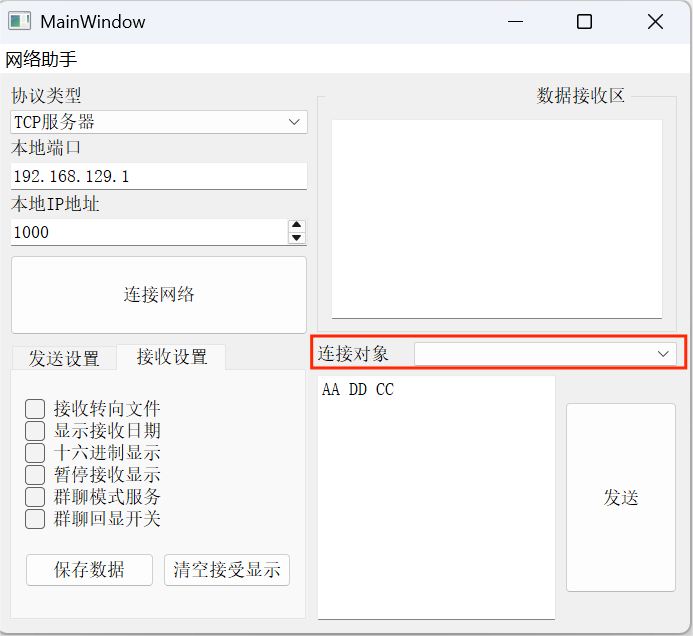 MainWindow
网络助手
协议类型
TCP服务器
本地端口
192.168.129.1
本地IP地址
1000
连接网络
发送设置
接收设置
接收转向文件
显示接收日期
十六进制显示
暂停接收显示
群聊模式服务
群聊回显开关
保存数据
清空接受显示
数据接收区
连接对象
AA DD CC
发送